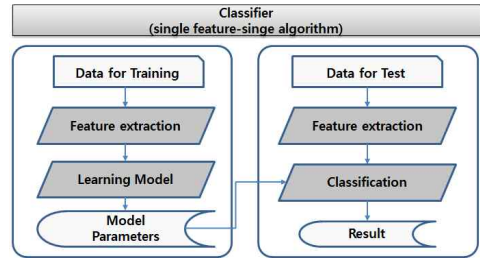 Classifier
(single feature-singe algorithm)
Data for Training
Feature extraction
Learning Model
Model
Parameters
Data for Test
Feature extraction
Classification
Result